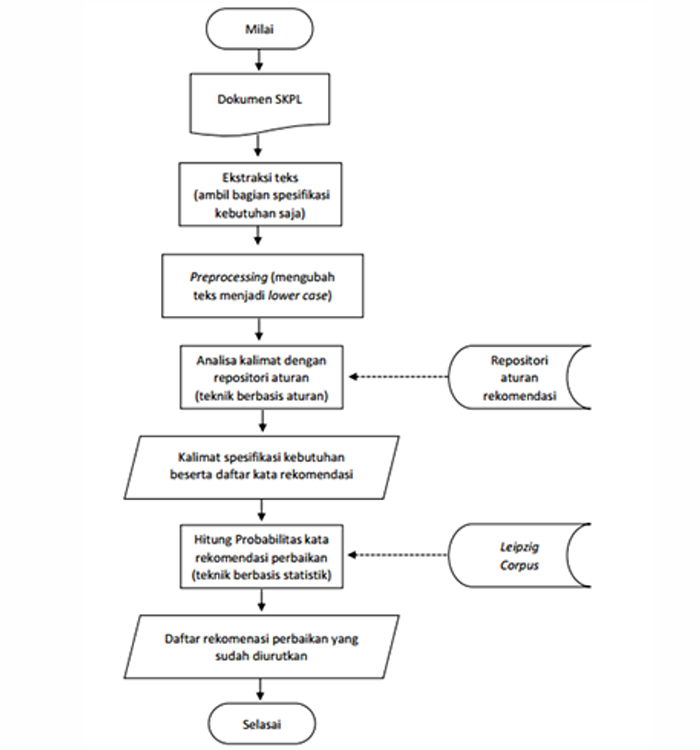 Milai
Dokumen SKPL
Ekstraksi teks
(ambil bagian spesifikasi
kebutuhan saja)
Preprocessing (mengubah
teks menjadi lower case)
Analisa kalimat dengan
repositori aturan
(teknik berbasis aturan)
Repositori
aturan
rekomendasi
Kalimat spesifikasi kebutuhan
beserta daftar kata rekomendasi
Hitung Probabilitas kata
rekomendasi perbaikan
(teknik berbasis statistik)
Leipzig
Corpus
Daftar rekomenasi perbaikan yang
sudah diurutkan
Selasai